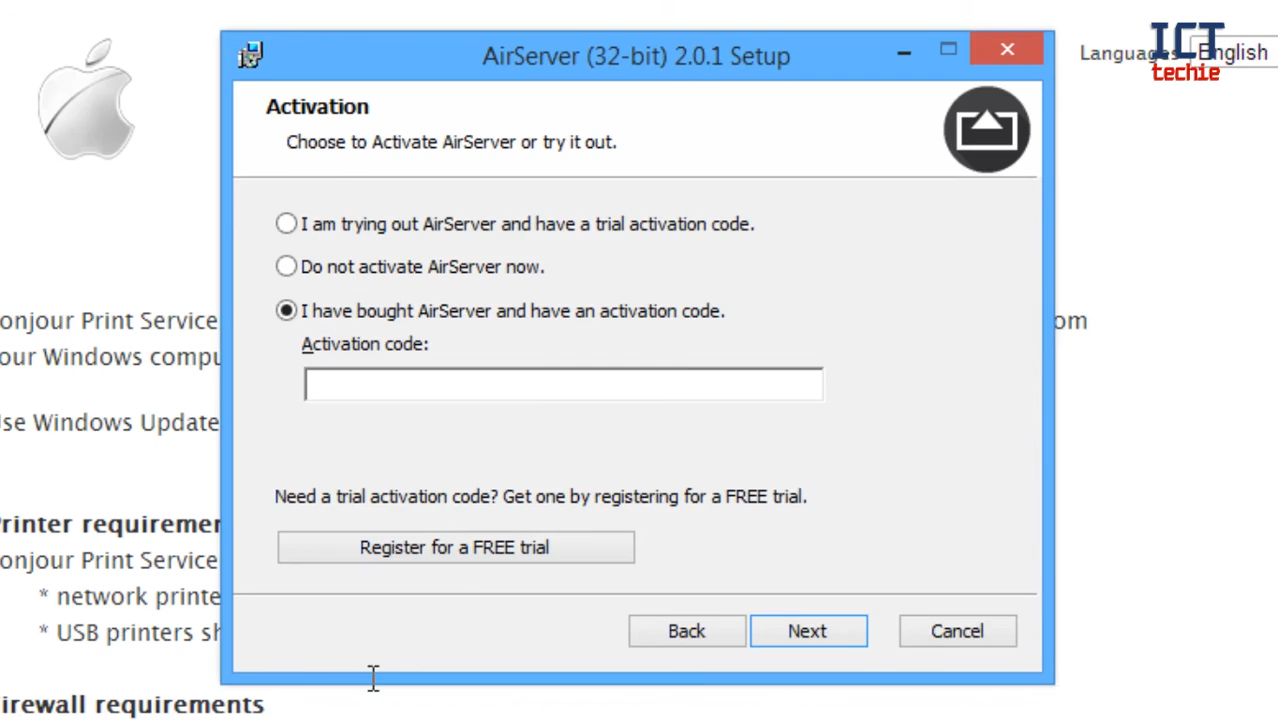 AirServer (32-bit) 2.0.1 Setup
Languages English
ICT
techie
Activation
Choose to Activate AirServer or try it out.
I am trying out AirServer and have a trial activation code.
Do not activate AirServer now.
I have bought AirServer and have an activation code.
onjour Print Service
om
Activation code:
our Windows compu
se Windows Update
Need a trial activation code? Get one by registering for a FREE trial.
rinter requiremen
Register for a FREE trial
onjour Print Service
* network printe
* USB printers sh
Back Next Cancel
irewall requirements